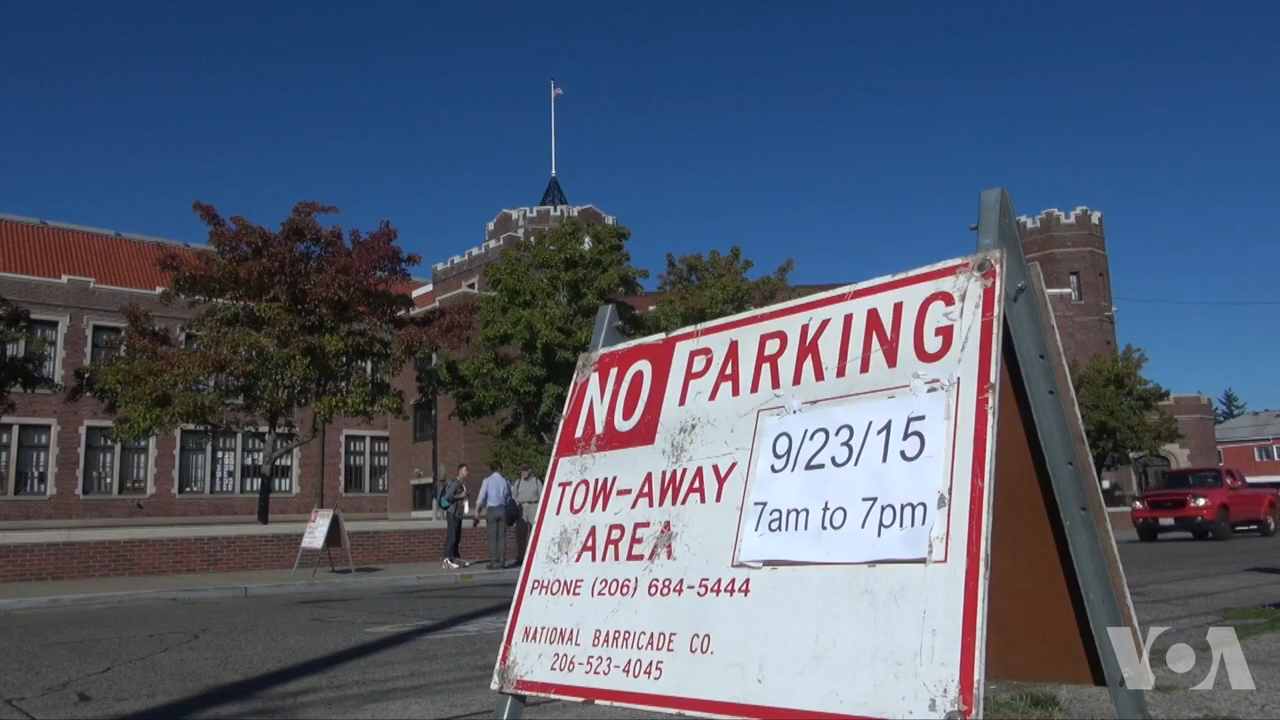 NO PARKING
9/23/15
7am to 7pm
TOW-AWAY
AREA
PHONE (206) 684-5444
NATIONAL BARRICADE CO.
206-523-4045
VOA